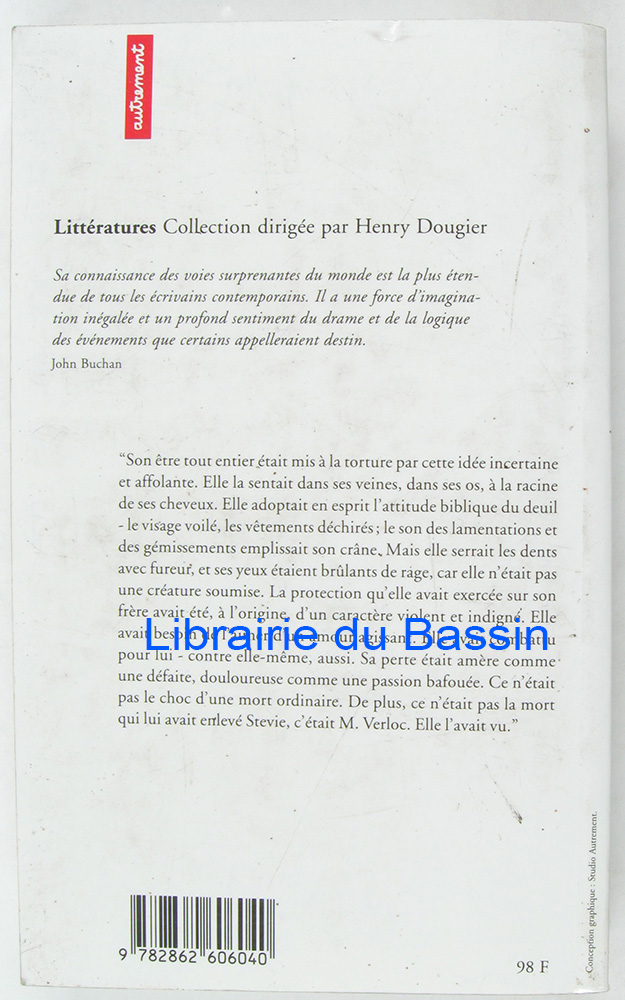 autrement
Littératures Collection dirigée par Henry Dougier
Sa connaissance des voies surprenantes du monde est la plus éten-
due de tous les écrivains contemporains. Il a une force d'imagina-
tion inégalée et un profond sentiment du drame et de la logique
des événements que certains appelleraient destin.
John Buchan
“Son être tout entier était mis à la torture par cette idée incertaine
et affolante. Elle la sentait dans ses veines, dans ses os, à la racine
de ses cheveux. Elle adoptait en esprit l'attitude biblique du deuil
- le visage voilé, les vêtements déchirés ; le son des lamentations et
des gémissements emplissait son crâne. Mais elle serrait les dents
avec fureur, et ses yeux étaient brûlants de rage, car elle n'était pas
une créature soumise. La protection qu'elle avait exercée sur son
frère avait été, à l'origine, d'un caractère violent et indigné. Elle
avait besoin de l'aimer d'un amour agissant. Elle avait combattu
Librairie du Bassin
pour lui - contre elle-même, aussi. Sa perte était amère comme
une défaite, douloureuse comme une passion bafouée. Ce n'était
pas le choc d'une mort ordinaire. De plus, ce n'était pas la mort
qui lui avait enlevé Stevie, c'était M. Verloc. Elle l'avait vu.”
Conception graphique : Studio Autrement.
9 782862 606040
98 F